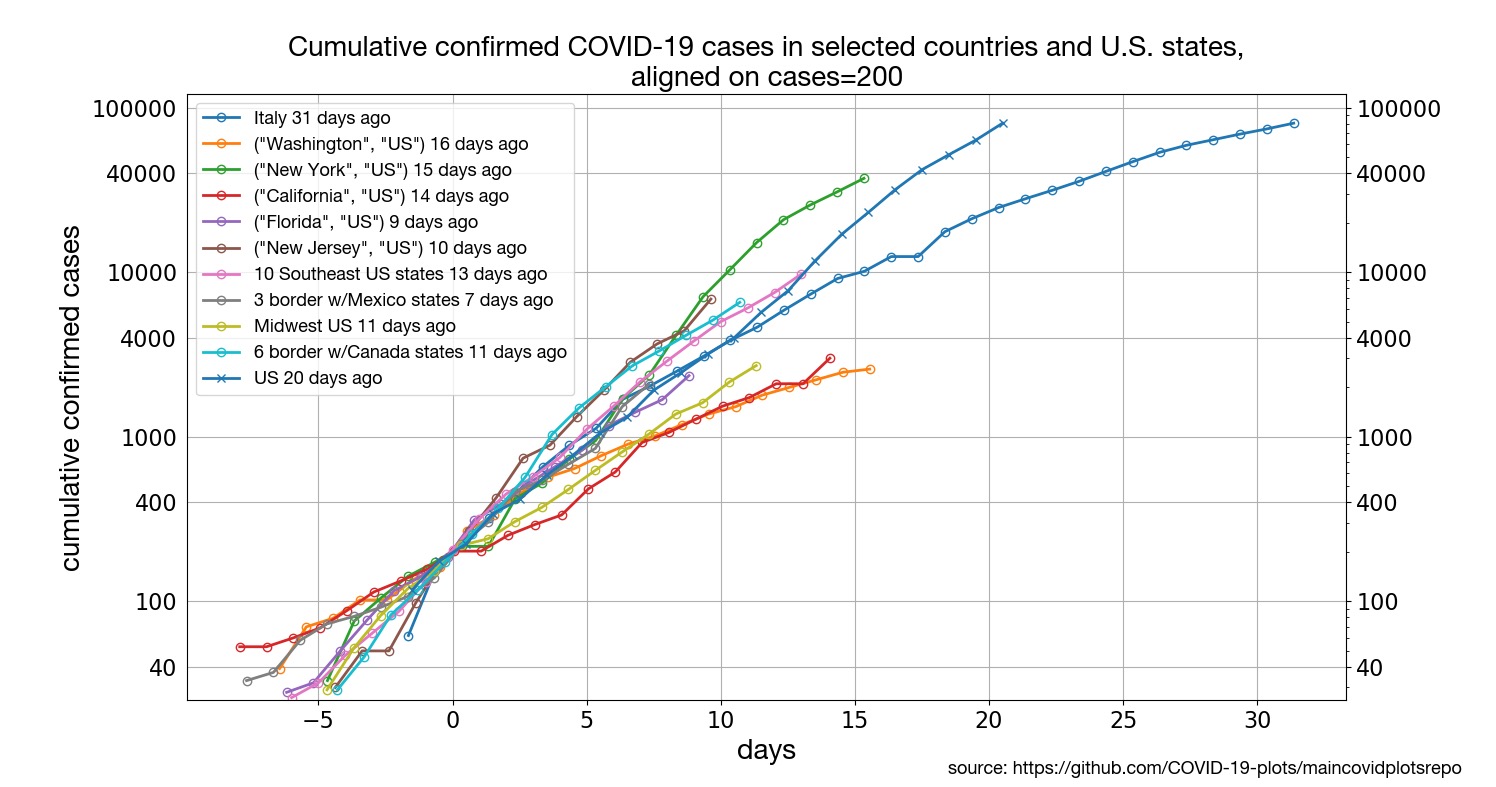 Cumulative confirmed COVID-19 cases in selected countries and U.S. states,
aligned on cases=200
cumulative confirmed cases
100000
40000
10000
4000
1000
400
100
40
Italy 31 days ago
("Washington", "US") 16 days ago
("New York", "US") 15 days ago
("California", "US") 14 days ago
("Florida", "US") 9 days ago
("New Jersey", "US") 10 days ago
10 Southeast US states 13 days ago
3 border w/Mexico states 7 days ago
Midwest US 11 days ago
6 border w/Canada states 11 days ago
US 20 days ago
100000
40000
10000
4000
1000
400
100
40
−5 0 5 10 15 20 25 30
days
source: https://github.com/COVID-19-plots/maincovidplotsrepo